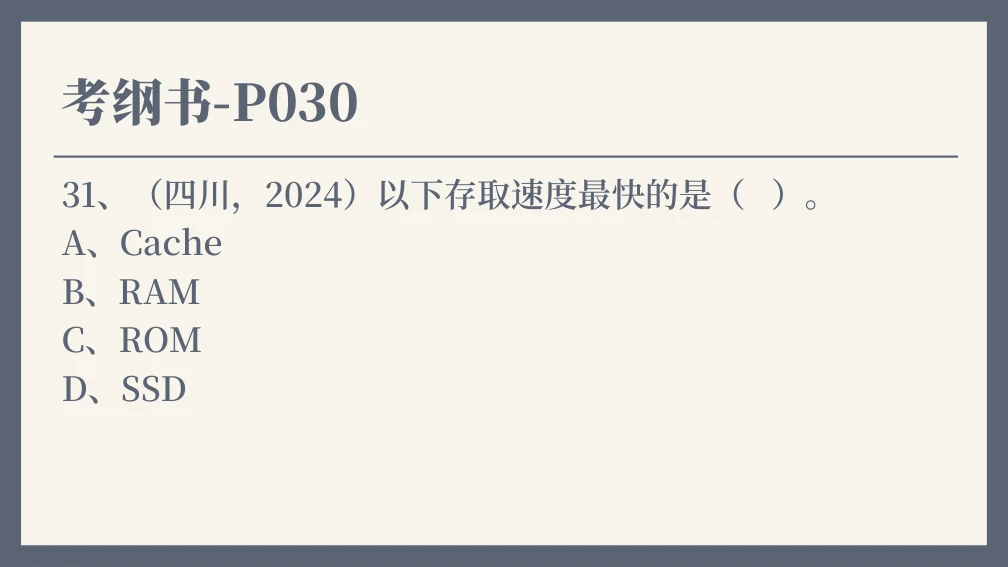 考纲书-P030
31、（四川，2024）以下存取速度最快的是（  ）。
A、Cache
B、RAM
C、ROM
D、SSD